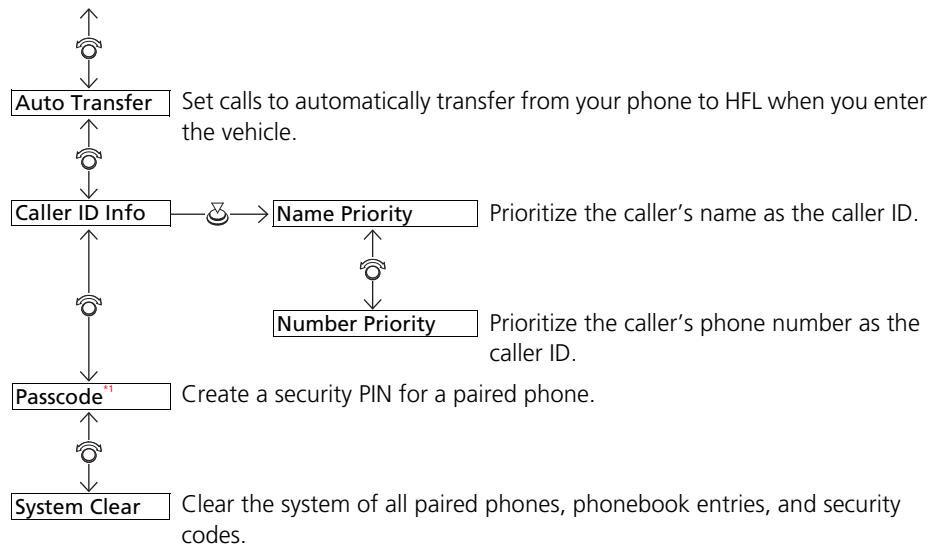 Auto Transfer
Set calls to automatically transfer from your phone to HFL when you enter
the vehicle.
Caller ID Info
Name Priority
Prioritize the caller's name as the caller ID.
Number Priority
Prioritize the caller's phone number as the
caller ID.
Passcode*1
Create a security PIN for a paired phone.
System Clear
Clear the system of all paired phones, phonebook entries, and security
codes.